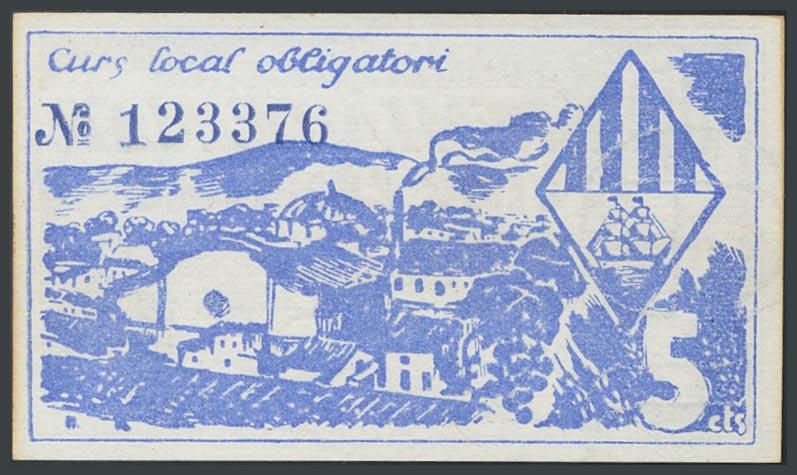 Curs local obligatori
No 123376
5
cts